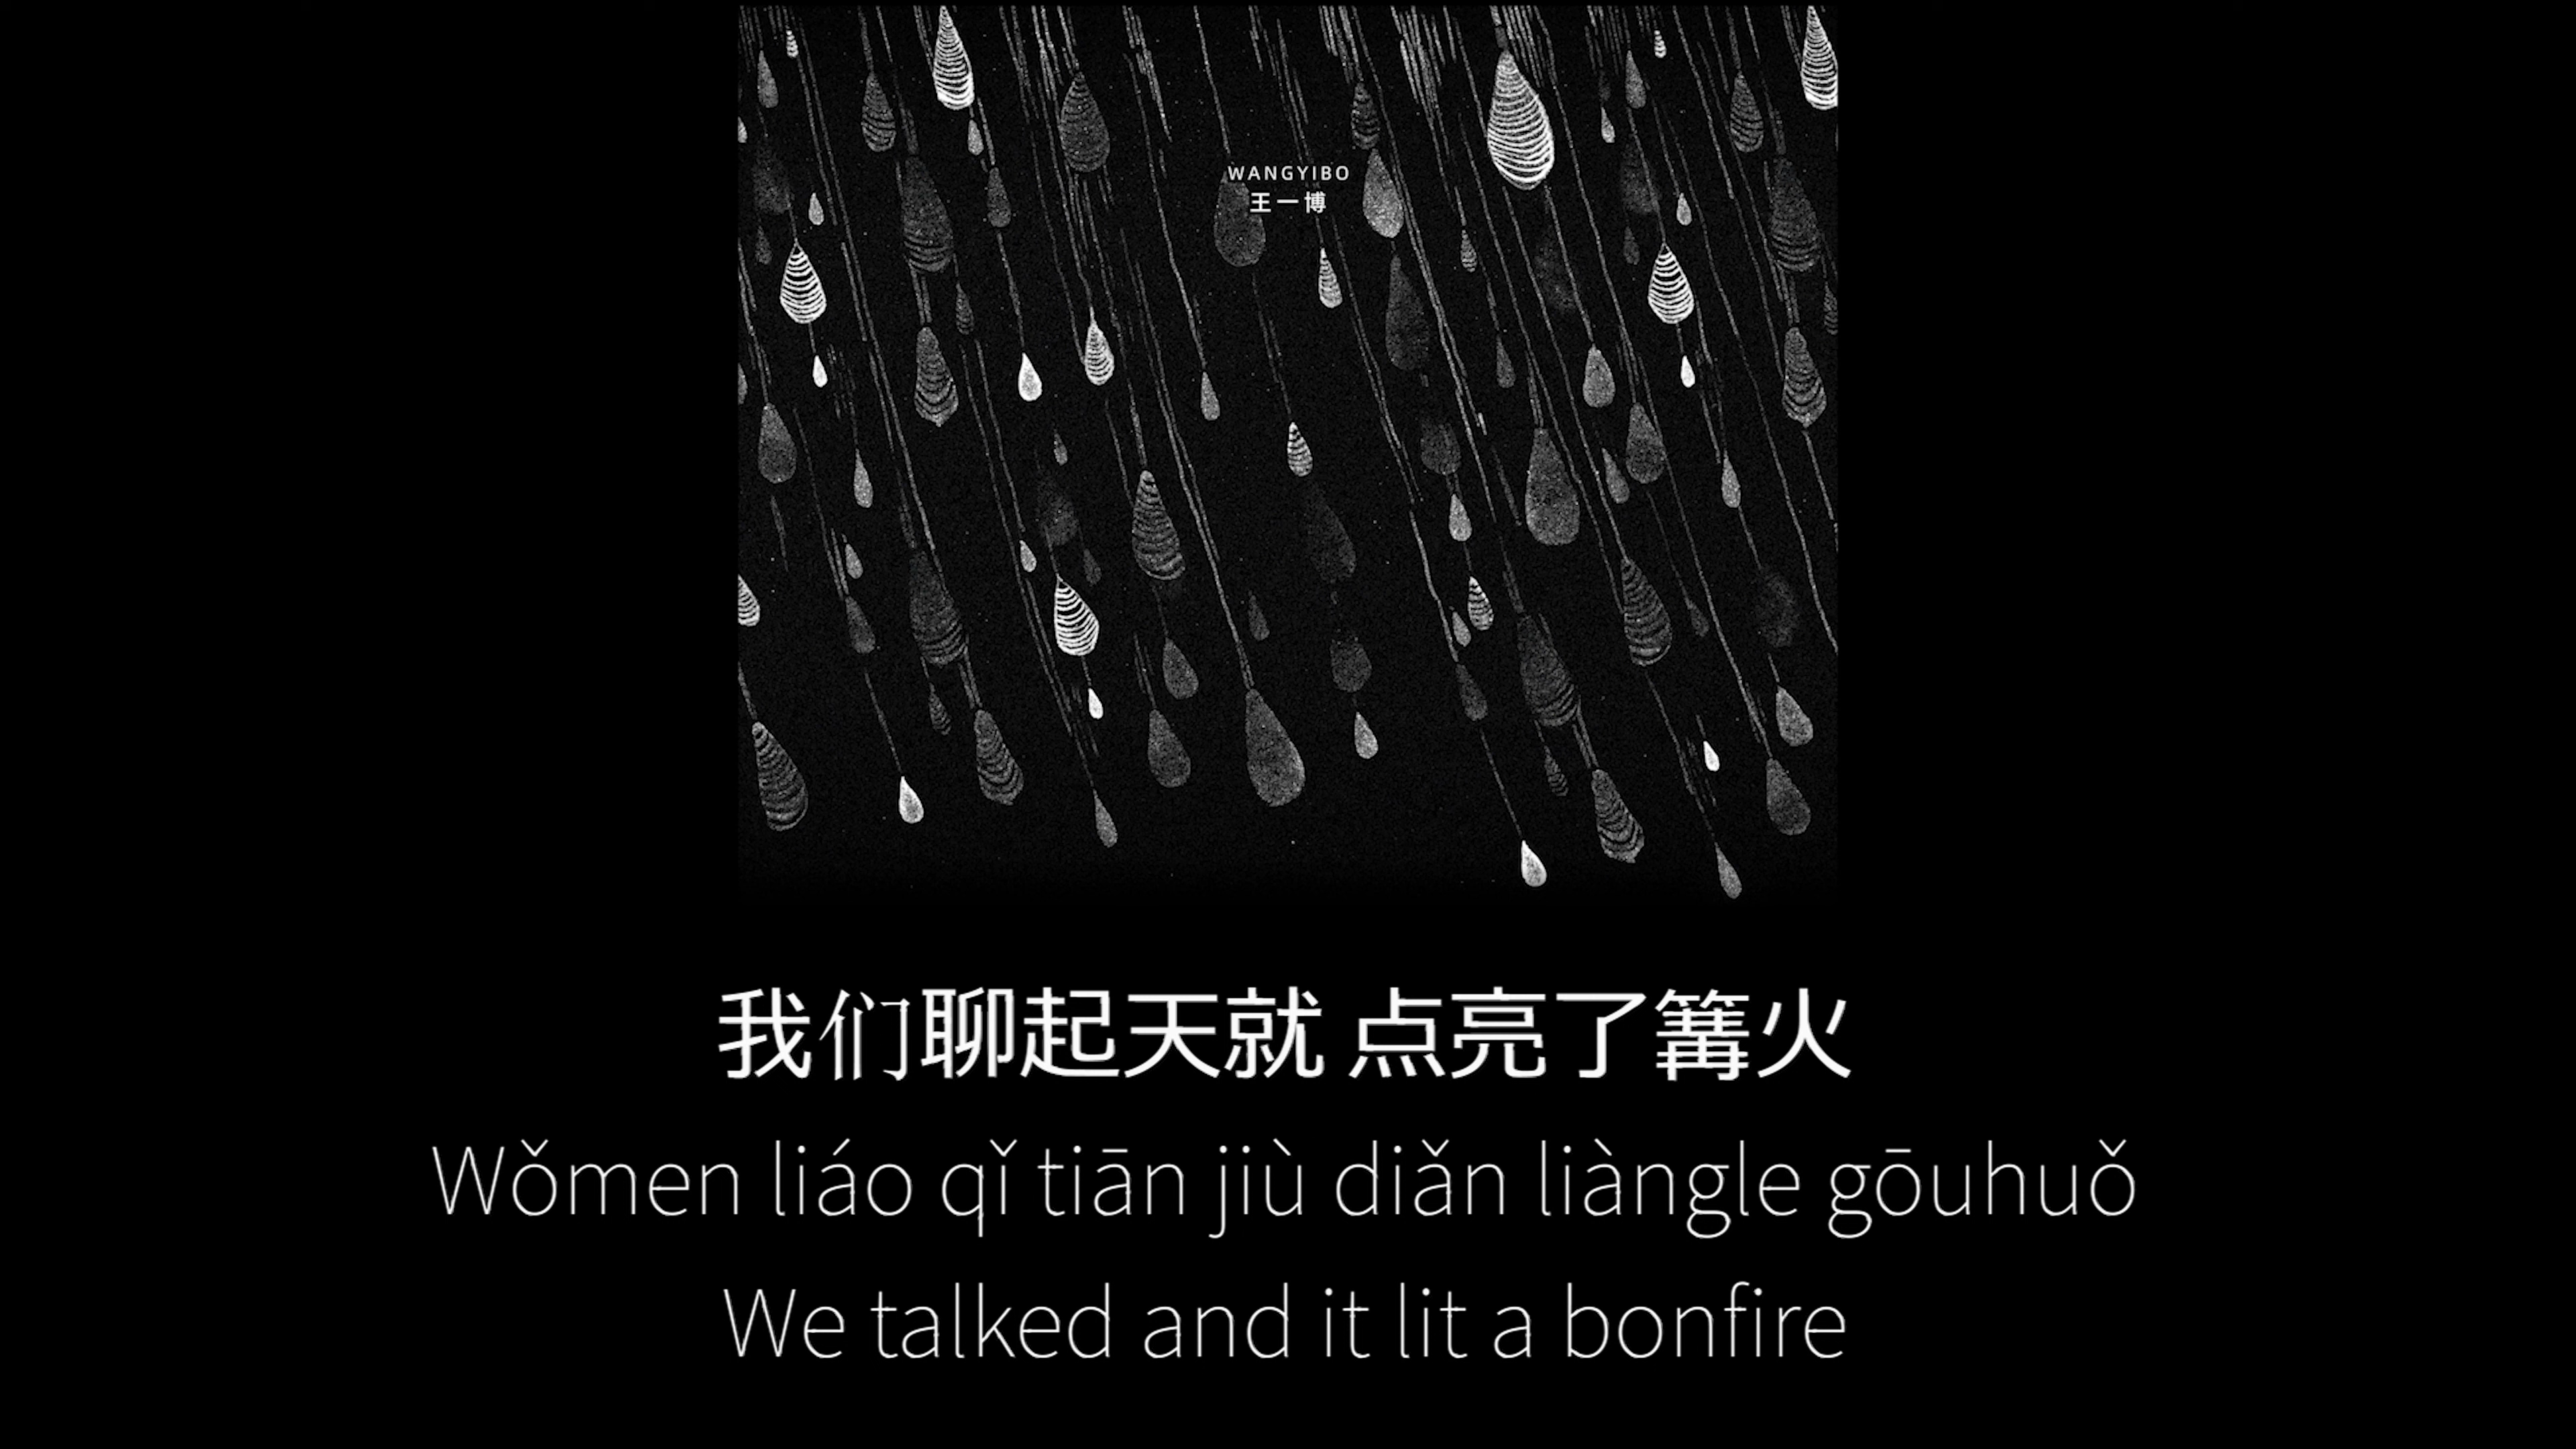 WANGYIBO
王一博
我们聊起天就 点亮了篝火
Wǒmen liáo qǐ tiān jiù diǎn liàngle gōuhuǒ
We talked and it lit a bonfire